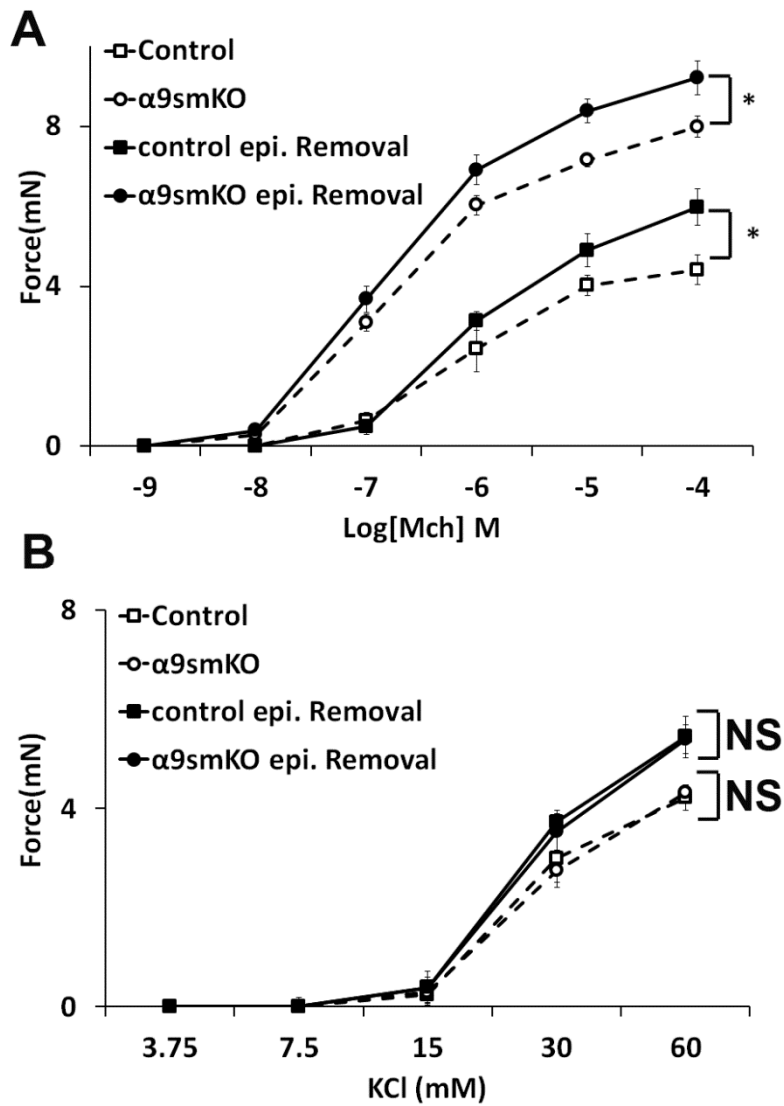 A
Control
α9smKO
control epi. Removal
α9smKO epi. Removal
8
4
0
Force(mN)
*
*
-9 -8 -7 -6 -5 -4
Log[Mch] M
B
8
4
0
Force(mN)
Control
α9smKO
control epi. Removal
α9smKO epi. Removal
NS
NS
3.75 7.5 15 30 60
KCl (mM)